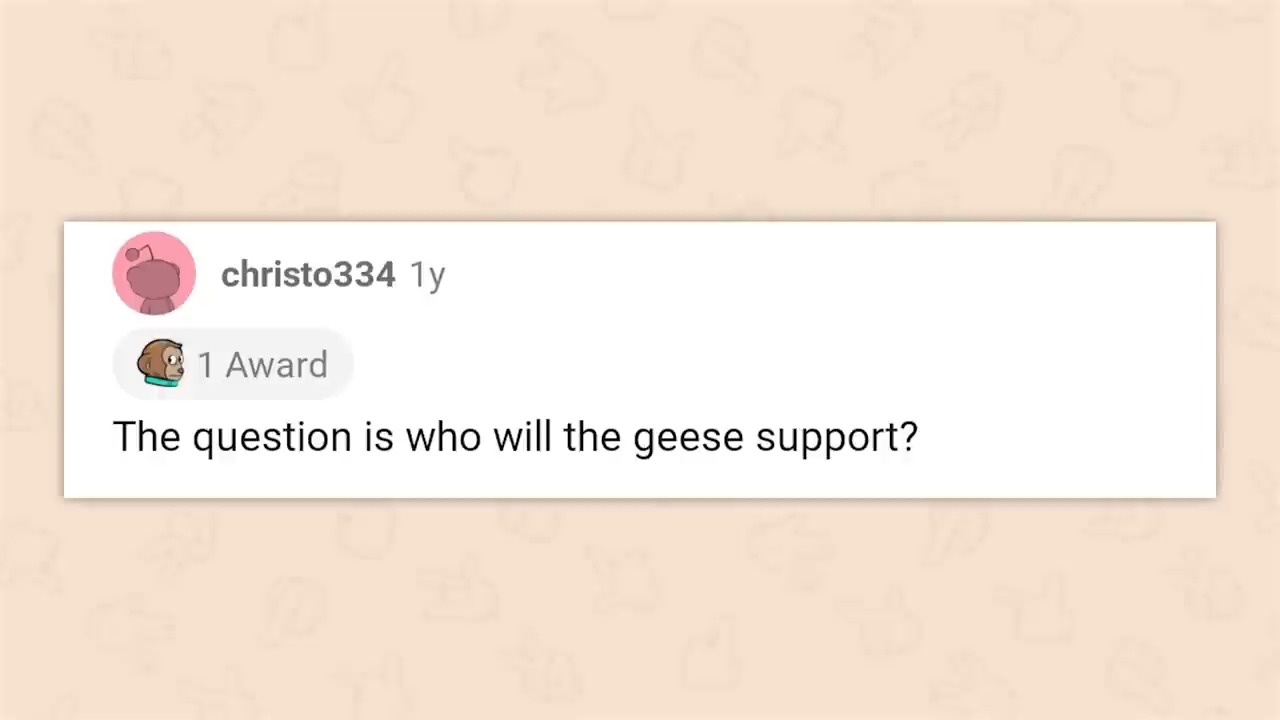 christo334 1y
1 Award
The question is who will the geese support?